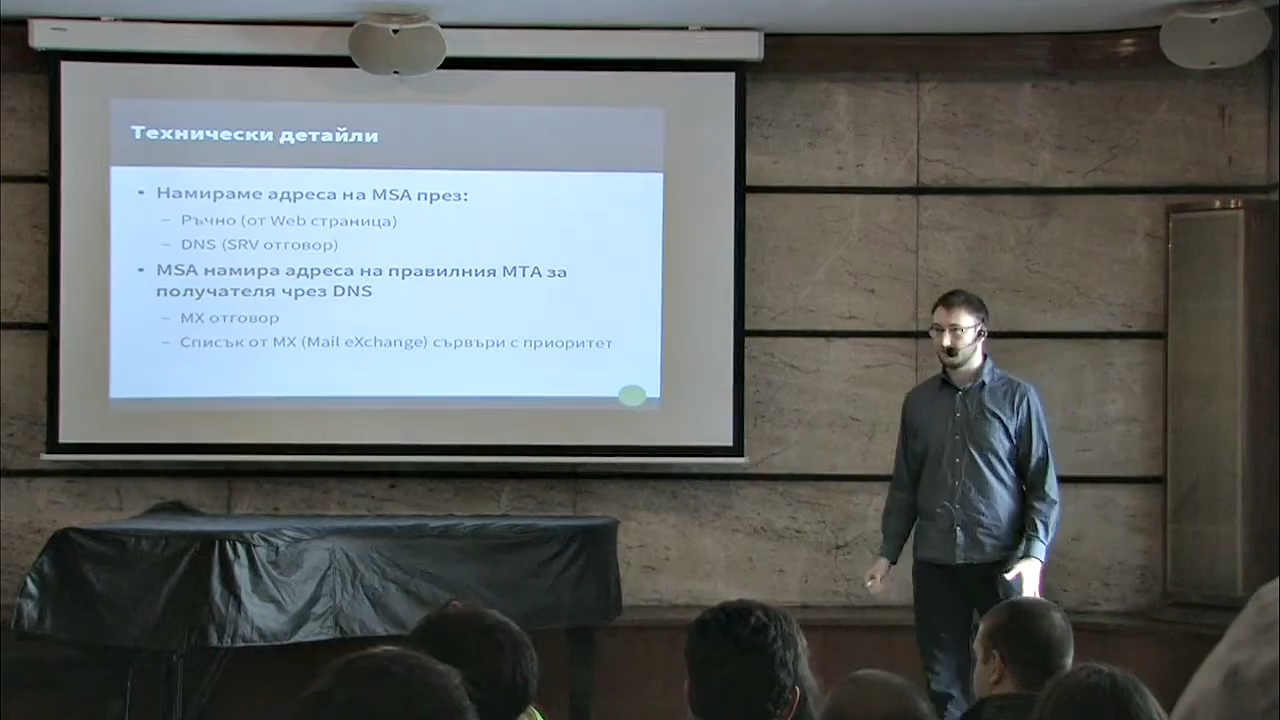 Технически детайли
• Намираме адреса на MSA през:
– Ръчно (от Web страница)
– DNS (SRV отговор)
• MSA намира адреса на правилния MTA за
получателя чрез DNS
– MX отговор
– Списък от MX (Mail eXchange) сървъри с приоритет